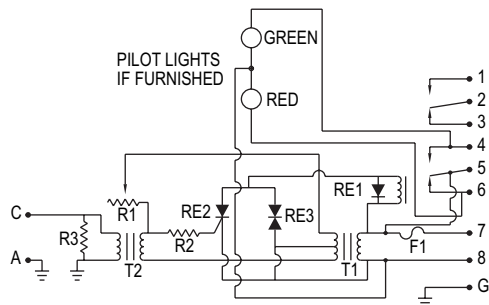 GREEN
PILOT LIGHTS
IF FURNISHED
RED
1
2
3
4
5
6
RE1
R1
RE2
RE3
C
R3
R2
T2
T1
F1
7
A
8
G